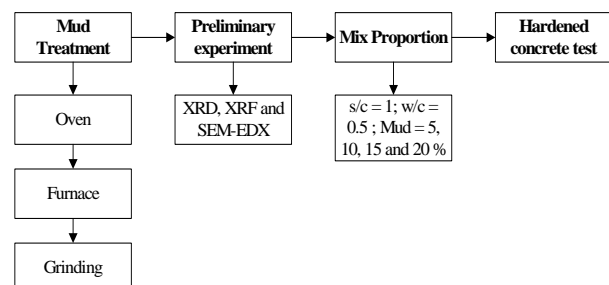 Mud
Treatment
Preliminary
experiment
Mix Proportion
Hardened
concrete test
Oven
Furnace
Grinding
XRD, XRF and
SEM-EDX
s/c = 1; w/c =
0.5 ; Mud = 5,
10, 15 and 20 %